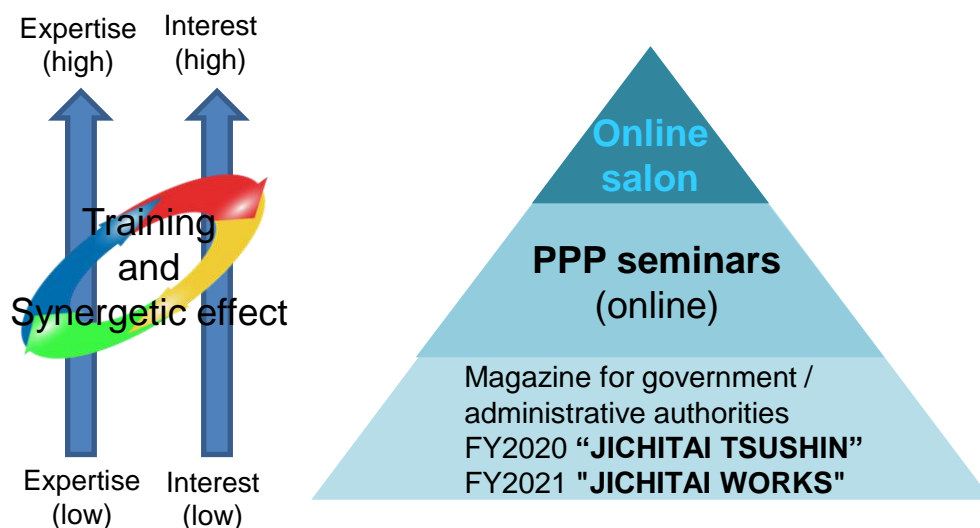 Expertise
(high)
Interest
(high)
Training
and
Synergetic effect
Expertise
(low)
Interest
(low)
Online
salon
PPP seminars
(online)
Magazine for government /
administrative authorities
FY2020 “JICHITAI TSUSHIN”
FY2021 "JICHITAI WORKS"